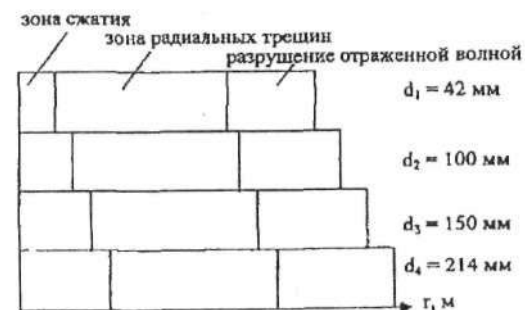 зона сжатия
зона радиальных трещин
разрушение отраженной волной
d₁ = 42 мм
d₂ = 100 мм
d₃ = 150 мм
d₄ = 214 мм
r, м